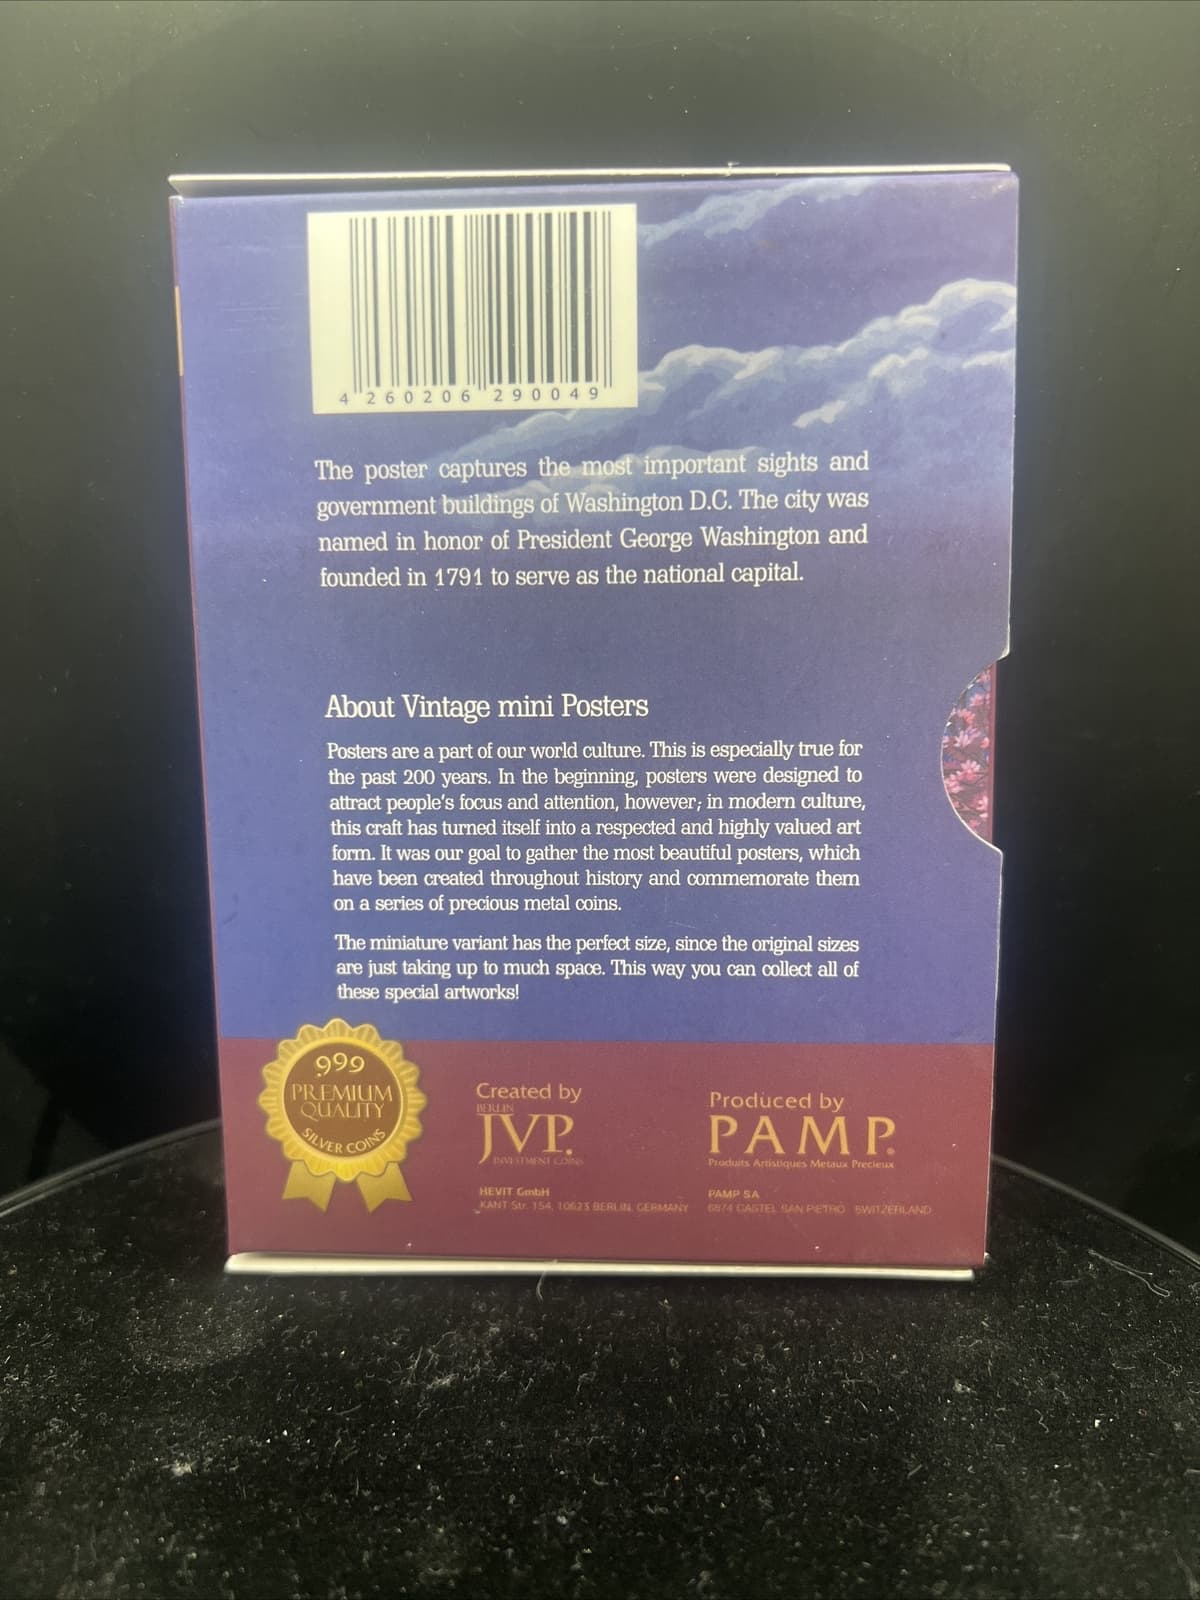 4 260206 290049
The poster captures the most important sights and
government buildings of Washington D.C. The city was
named in honor of President George Washington and
founded in 1791 to serve as the national capital.
About Vintage mini Posters
Posters are a part of our world culture. This is especially true for
the past 200 years. In the beginning, posters were designed to
attract people's focus and attention, however; in modern culture,
this craft has turned itself into a respected and highly valued art
form. It was our goal to gather the most beautiful posters, which
have been created throughout history and commemorate them
on a series of precious metal coins.
The miniature variant has the perfect size, since the original sizes
are just taking up to much space. This way you can collect all of
these special artworks!
.999
PREMIUM
QUALITY
SILVER COINS
Created by
BERLIN
JVP.
INVESTMENT COINS
HEVIT GmbH
KANT Str. 154, 10623 BERLIN, GERMANY
Produced by
PAMP.
Produits Artistiques Métaux Précieux
PAMP SA
6874 CASTEL SAN PIETRO SWITZERLAND